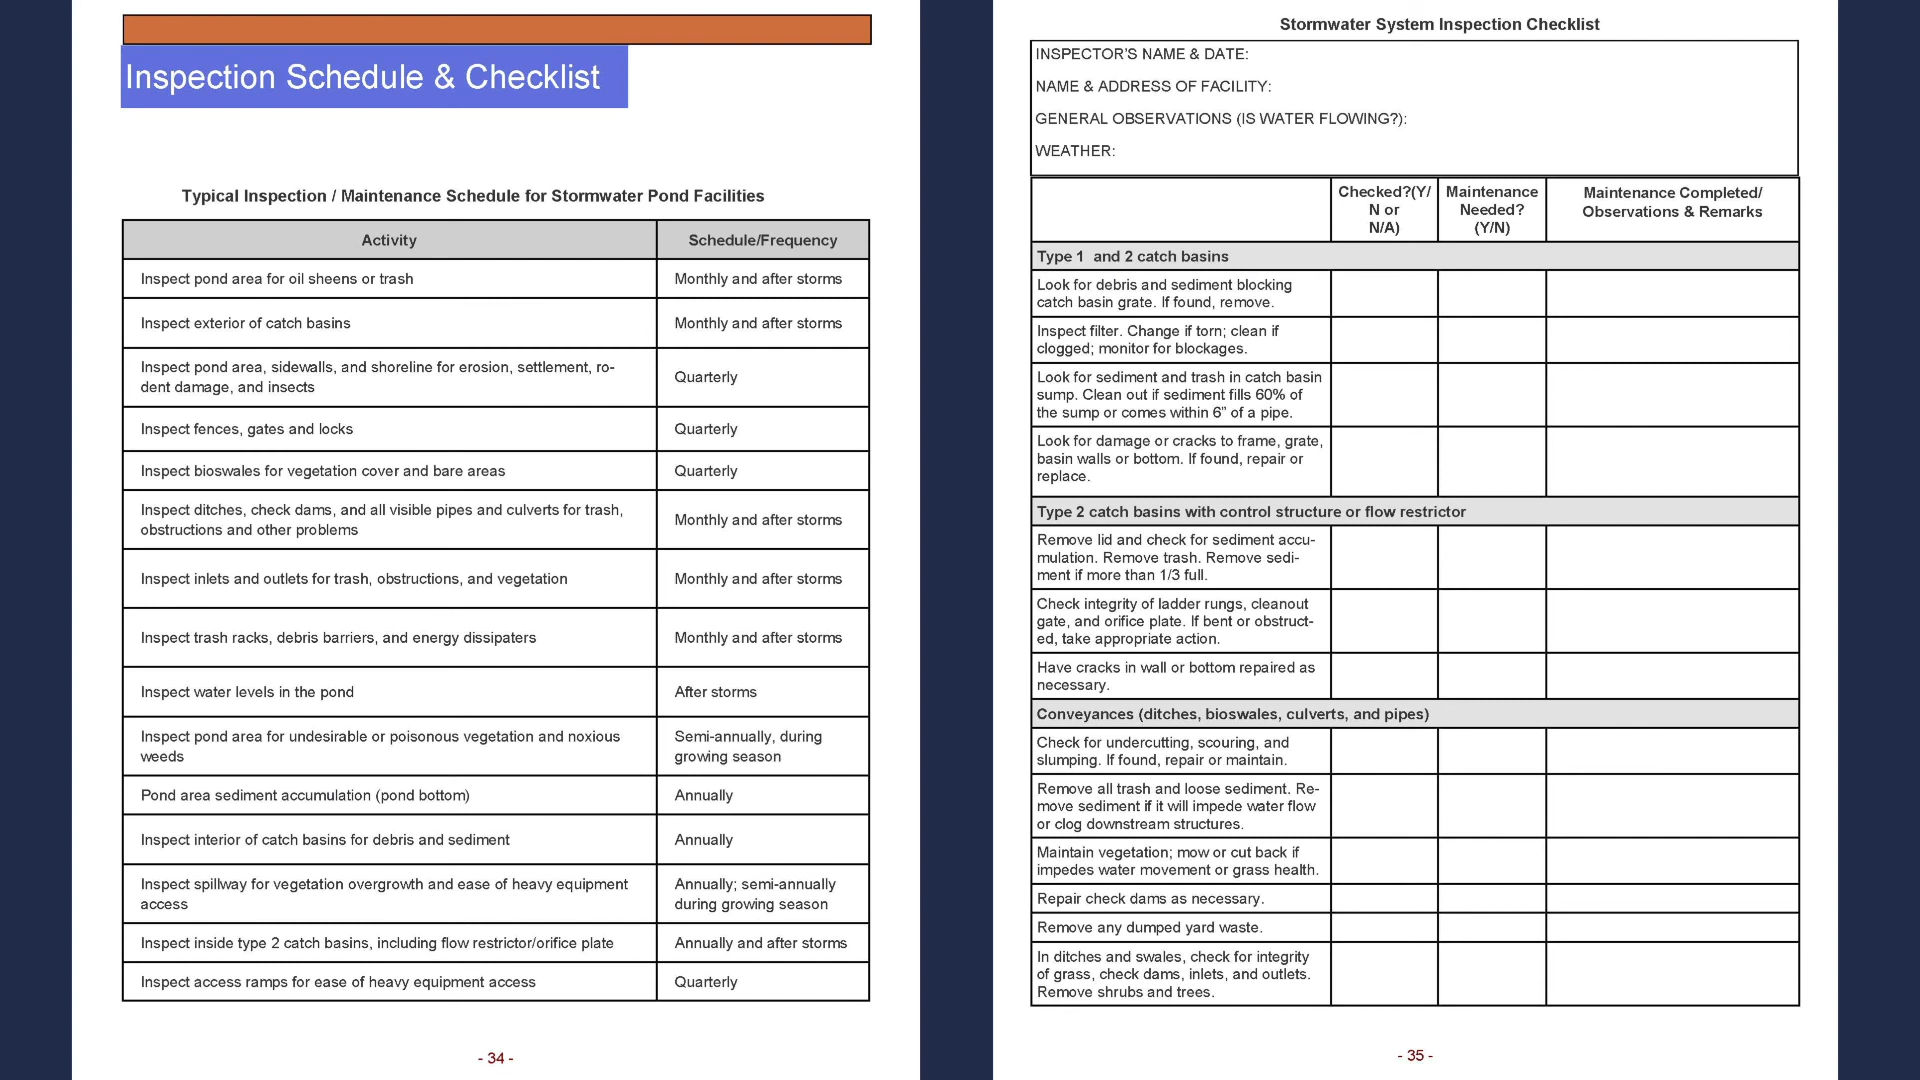 Inspection Schedule & Checklist
Typical Inspection / Maintenance Schedule for Stormwater Pond Facilities
Activity Schedule/Frequency
Inspect pond area for oil sheens or trash Monthly and after storms
Inspect exterior of catch basins Monthly and after storms
Inspect pond area, sidewalls, and shoreline for erosion, settlement, ro-
dent damage, and insects
Quarterly
Inspect fences, gates and locks Quarterly
Inspect bioswales for vegetation cover and bare areas Quarterly
Inspect ditches, check dams, and all visible pipes and culverts for trash,
obstructions and other problems
Monthly and after storms
Inspect inlets and outlets for trash, obstructions, and vegetation Monthly and after storms
Inspect trash racks, debris barriers, and energy dissipaters Monthly and after storms
Inspect water levels in the pond After storms
Inspect pond area for undesirable or poisonous vegetation and noxious
weeds
Semi-annually, during
growing season
Pond area sediment accumulation (pond bottom) Annually
Inspect interior of catch basins for debris and sediment Annually
Inspect spillway for vegetation overgrowth and ease of heavy equipment
access
Annually; semi-annually
during growing season
Inspect inside type 2 catch basins, including flow restrictor/orifice plate Annually and after storms
Inspect access ramps for ease of heavy equipment access Quarterly
- 34 -
Stormwater System Inspection Checklist
INSPECTOR'S NAME & DATE:
NAME & ADDRESS OF FACILITY:
GENERAL OBSERVATIONS (IS WATER FLOWING?):
WEATHER:
Checked?(Y/
N or
N/A)
Maintenance
Needed?
(Y/N)
Maintenance Completed/
Observations & Remarks
Type 1 and 2 catch basins
Look for debris and sediment blocking
catch basin grate. If found, remove.
Inspect filter. Change if torn; clean if
clogged; monitor for blockages.
Look for sediment and trash in catch basin
sump. Clean out if sediment fills 60% of
the sump or comes within 6” of a pipe.
Look for damage or cracks to frame, grate,
basin walls or bottom. If found, repair or
replace.
Type 2 catch basins with control structure or flow restrictor
Remove lid and check for sediment accu-
mulation. Remove trash. Remove sedi-
ment if more than 1/3 full.
Check integrity of ladder rungs, cleanout
gate, and orifice plate. If bent or obstruct-
ed, take appropriate action.
Have cracks in wall or bottom repaired as
necessary.
Conveyances (ditches, bioswales, culverts, and pipes)
Check for undercutting, scouring, and
slumping. If found, repair or maintain.
Remove all trash and loose sediment. Re-
move sediment if it will impede water flow
or clog downstream structures.
Maintain vegetation; mow or cut back if
impedes water movement or grass health.
Repair check dams as necessary.
Remove any dumped yard waste.
In ditches and swales, check for integrity
of grass, check dams, inlets, and outlets.
Remove shrubs and trees.
- 35 -